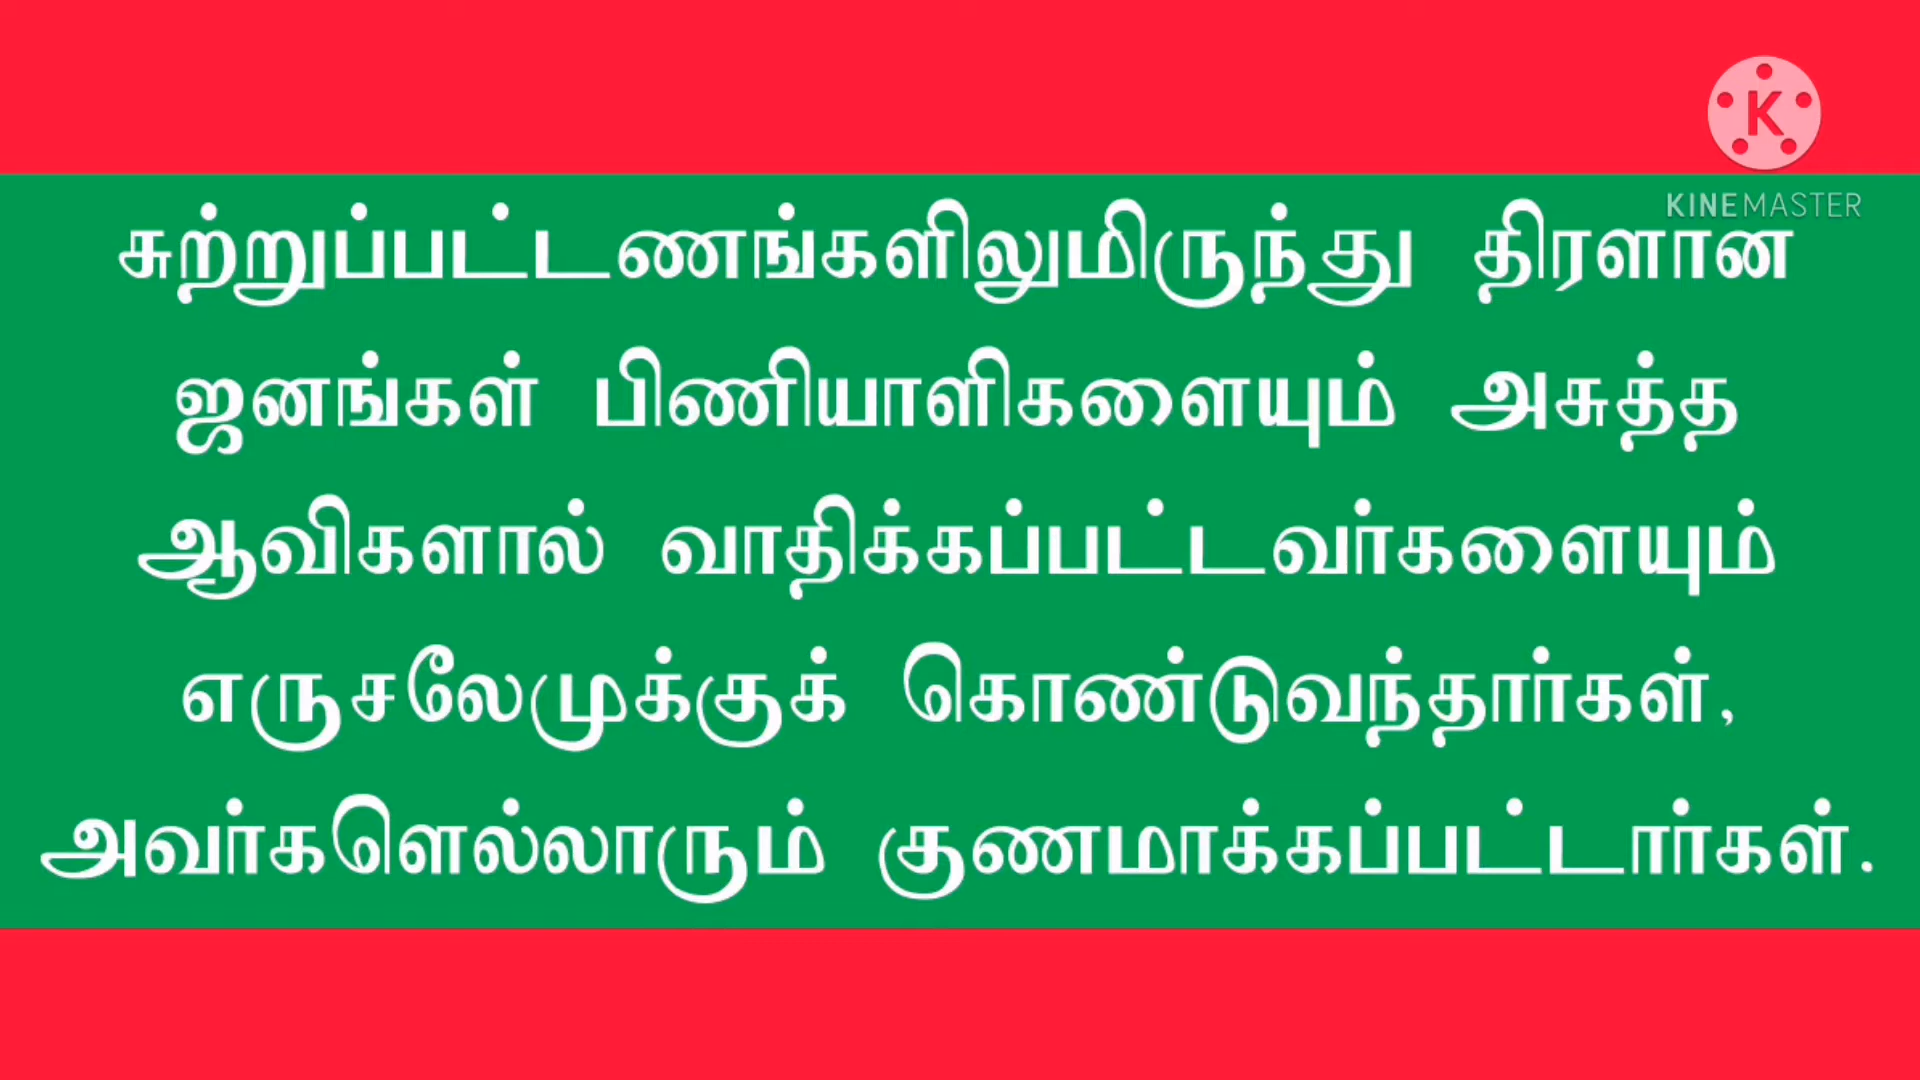 K
KINEMASTER
சுற்றுப்பட்டணங்களிலுமிருந்து திரளான
ஜனங்கள் பிணியாளிகளையும் அசுத்த
ஆவிகளால் வாதிக்கப்பட்டவர்களையும்
எருசலேமுக்குக் கொண்டுவந்தார்கள்,
அவர்களெல்லாரும் குணமாக்கப்பட்டார்கள்.